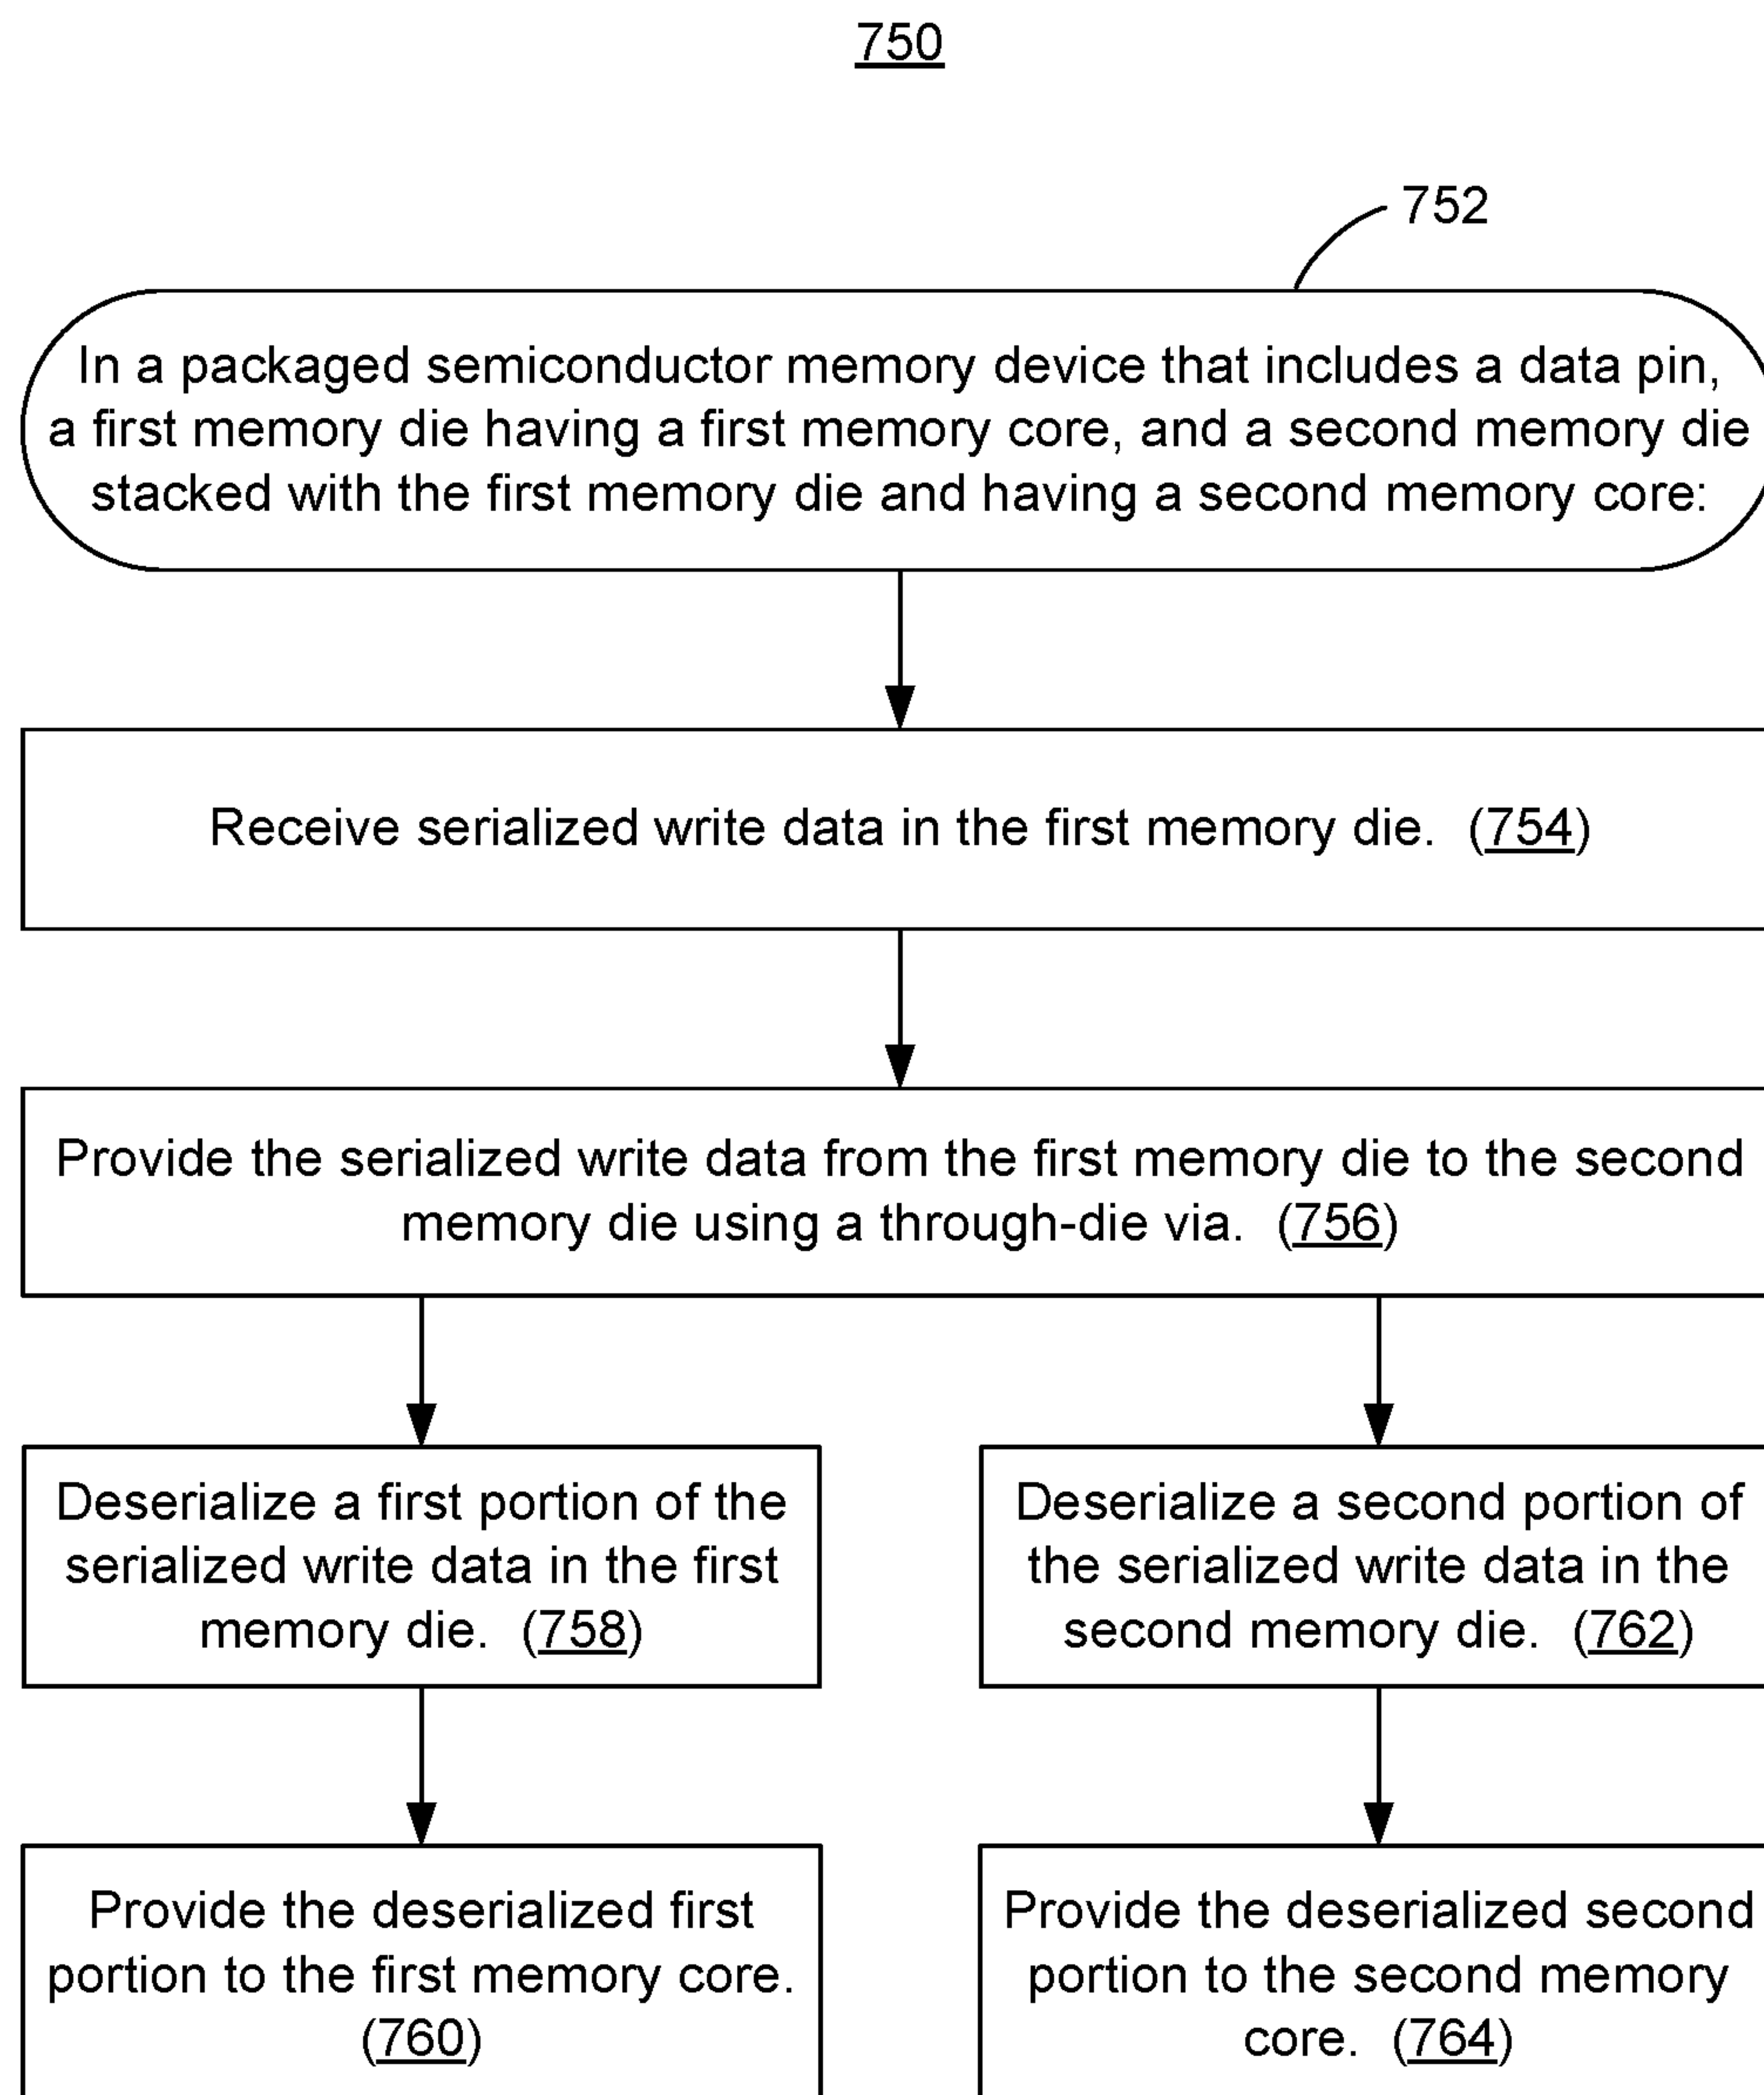 750
752
In a packaged semiconductor memory device that includes a data pin,
a first memory die having a first memory core, and a second memory die
stacked with the first memory die and having a second memory core:
Receive serialized write data in the first memory die. (754)
Provide the serialized write data from the first memory die to the second
memory die using a through-die via. (756)
Deserialize a first portion of the
serialized write data in the first
memory die. (758)
Deserialize a second portion of
the serialized write data in the
second memory die. (762)
Provide the deserialized first
portion to the first memory core.
(760)
Provide the deserialized second
portion to the second memory
core. (764)